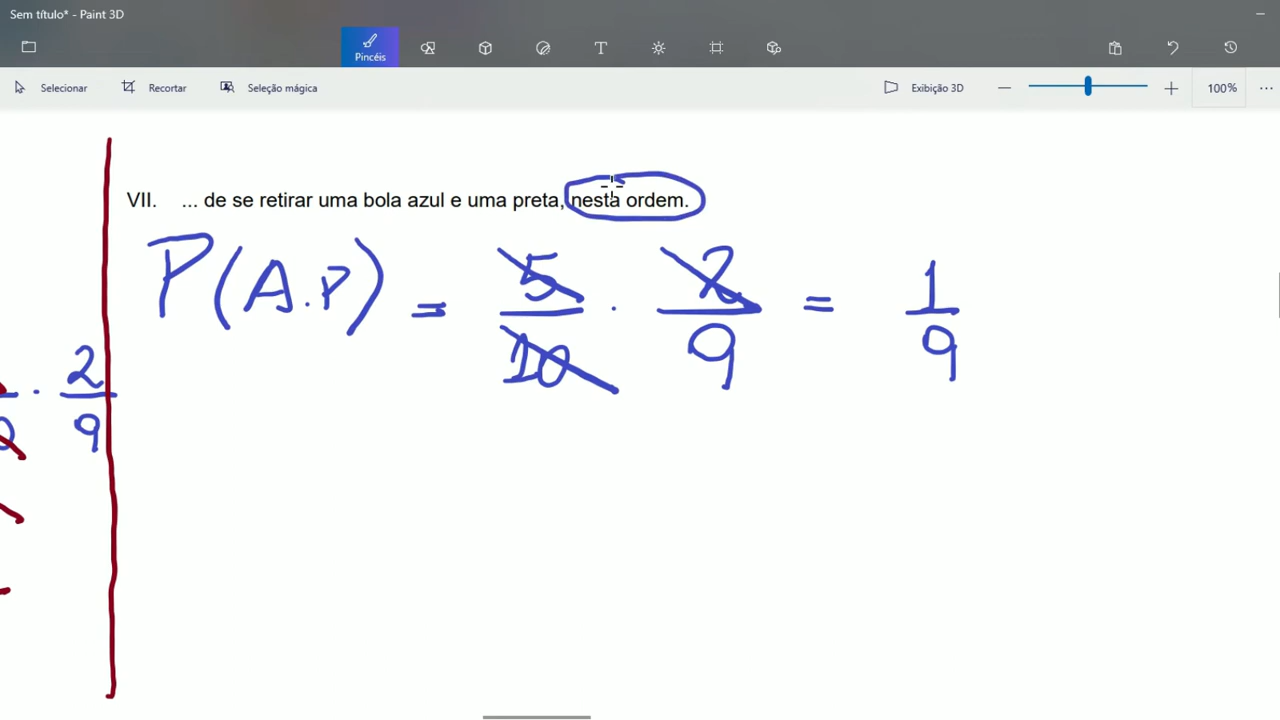 Sem título* - Paint 3D
Pincéis
Selecionar Recortar Seleção mágica Exibição 3D 100% ...
VII. ... de se retirar uma bola azul e uma preta, nesta ordem.
P(A.P) = 5/10 · 2/9 = 1/9
· 2/9